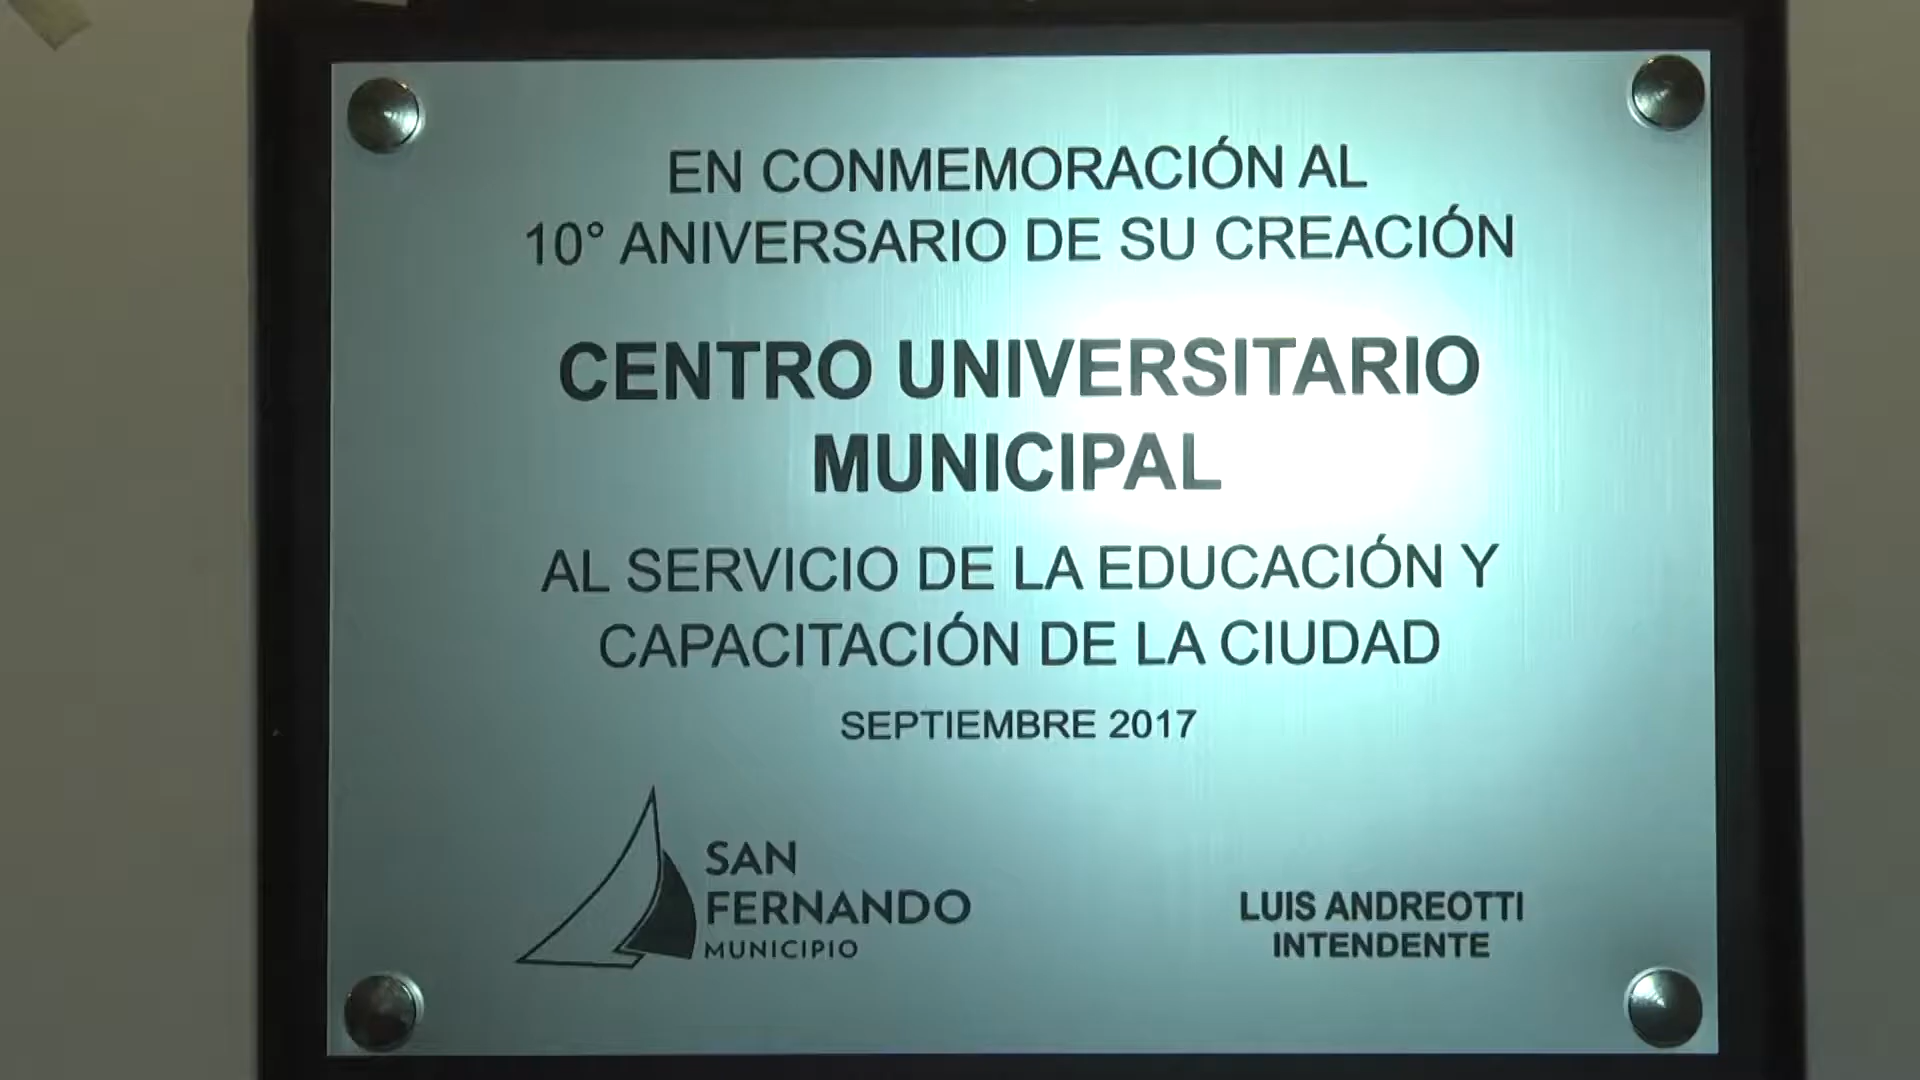 EN CONMEMORACIÓN AL
10° ANIVERSARIO DE SU CREACIÓN
CENTRO UNIVERSITARIO
MUNICIPAL
AL SERVICIO DE LA EDUCACIÓN Y
CAPACITACIÓN DE LA CIUDAD
SEPTIEMBRE 2017
SAN
FERNANDO
MUNICIPIO
LUIS ANDREOTTI
INTENDENTE